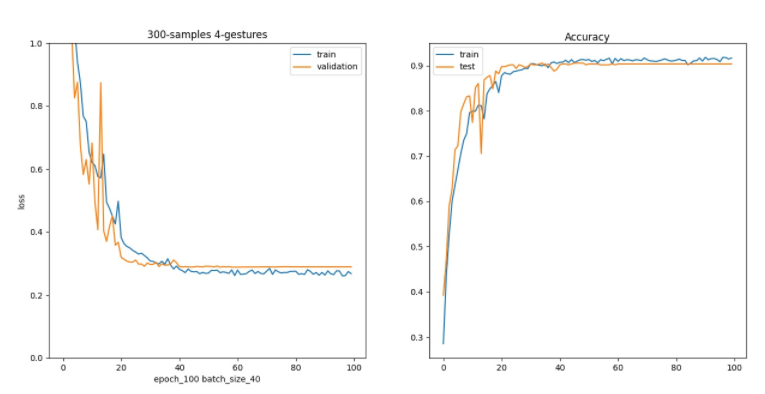 300-samples 4-gestures
train
validation
loss
1.0
0.8
0.6
0.4
0.2
0.0
0 20 40 60 80 100
epoch_100 batch_size_40
Accuracy
train
test
0.9
0.8
0.7
0.6
0.5
0.4
0.3
0 20 40 60 80 100